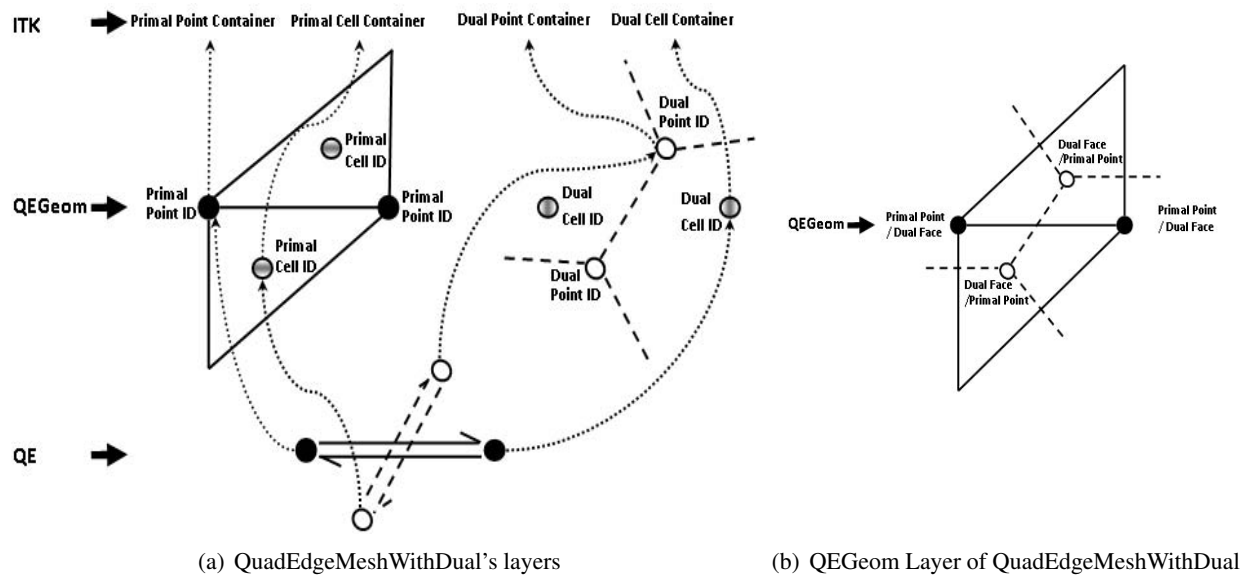 ITK
Primal Point Container
Primal Cell Container
Dual Point Container
Dual Cell Container
Dual
Point ID
Primal
Cell ID
QEGeom
Primal
Point ID
Primal
Point ID
Dual
Cell ID
Dual
Cell ID
Primal
Cell ID
Dual
Point ID
QE
(a) QuadEdgeMeshWithDual's layers
Dual Face
/Primal Point
QEGeom
Primal Point
/ Dual Face
Primal Point
/ Dual Face
Dual Face
/Primal Point
(b) QEGeom Layer of QuadEdgeMeshWithDual